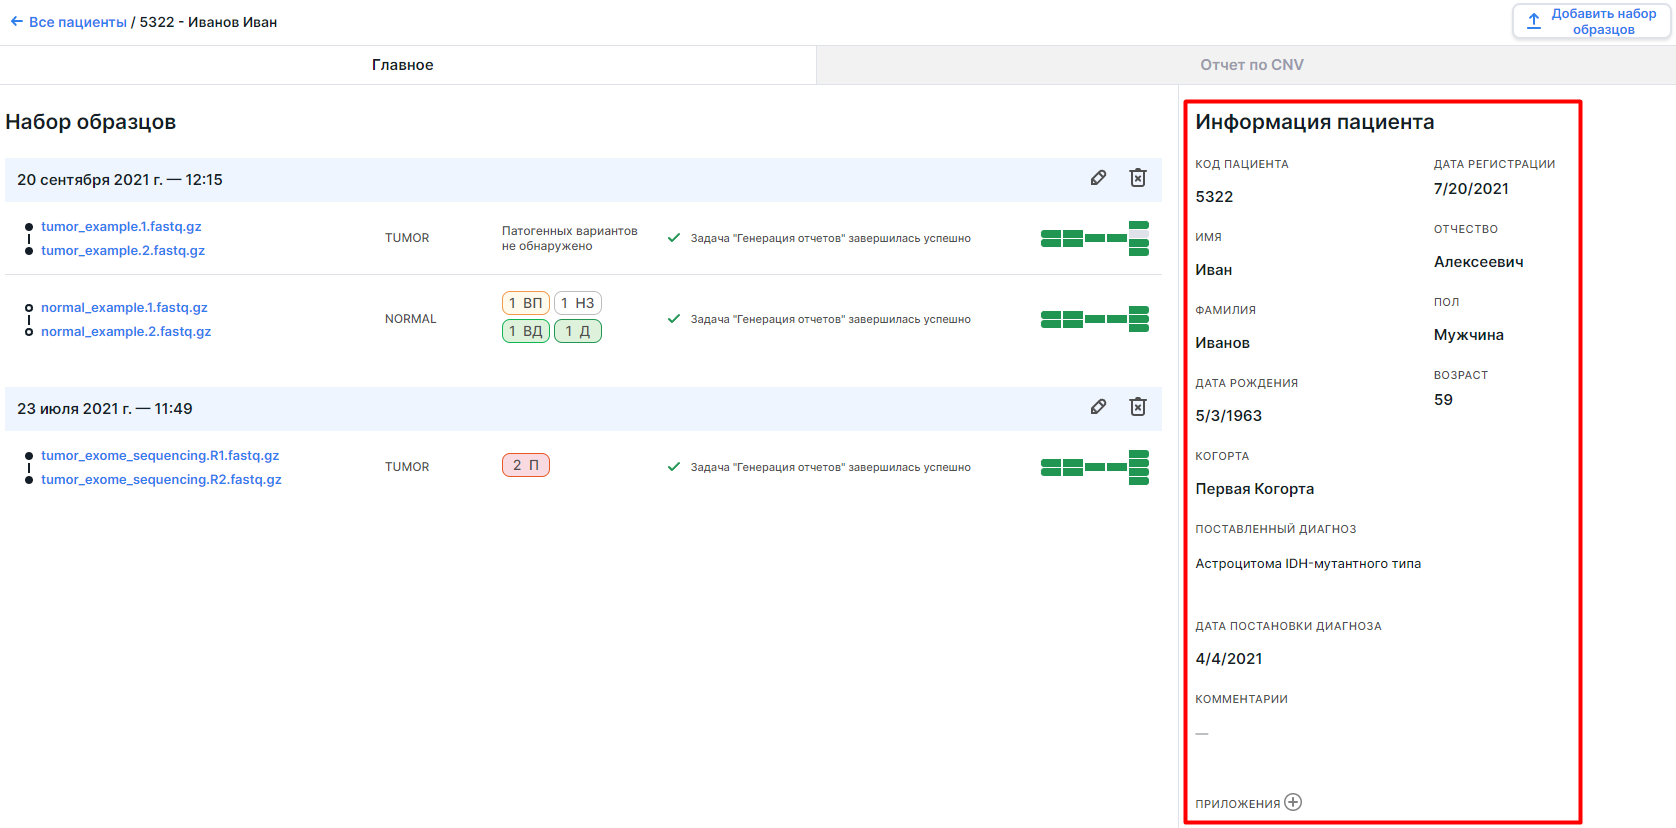 ← Все пациенты / 5322 - Иванов Иван
Добавить набор
образцов
Главное
Отчет по CNV
Набор образцов
20 сентября 2021 г. — 12:15
tumor_example.1.fastq.gz
tumor_example.2.fastq.gz
TUMOR
Патогенных вариантов
не обнаружено
Задача "Генерация отчетов" завершилась успешно
normal_example.1.fastq.gz
normal_example.2.fastq.gz
NORMAL
1 ВП
1 НЗ
1 ВД
1 Д
Задача "Генерация отчетов" завершилась успешно
23 июля 2021 г. — 11:49
tumor_exome_sequencing.R1.fastq.gz
tumor_exome_sequencing.R2.fastq.gz
TUMOR
2 П
Задача "Генерация отчетов" завершилась успешно
Информация пациента
КОД ПАЦИЕНТА
5322
ДАТА РЕГИСТРАЦИИ
7/20/2021
ИМЯ
Иван
ОТЧЕСТВО
Алексеевич
ФАМИЛИЯ
Иванов
ПОЛ
Мужчина
ДАТА РОЖДЕНИЯ
5/3/1963
ВОЗРАСТ
59
КОГОРТА
Первая Когорта
ПОСТАВЛЕННЫЙ ДИАГНОЗ
Астроцитома IDH-мутантного типа
ДАТА ПОСТАНОВКИ ДИАГНОЗА
4/4/2021
КОММЕНТАРИИ
—
ПРИЛОЖЕНИЯ